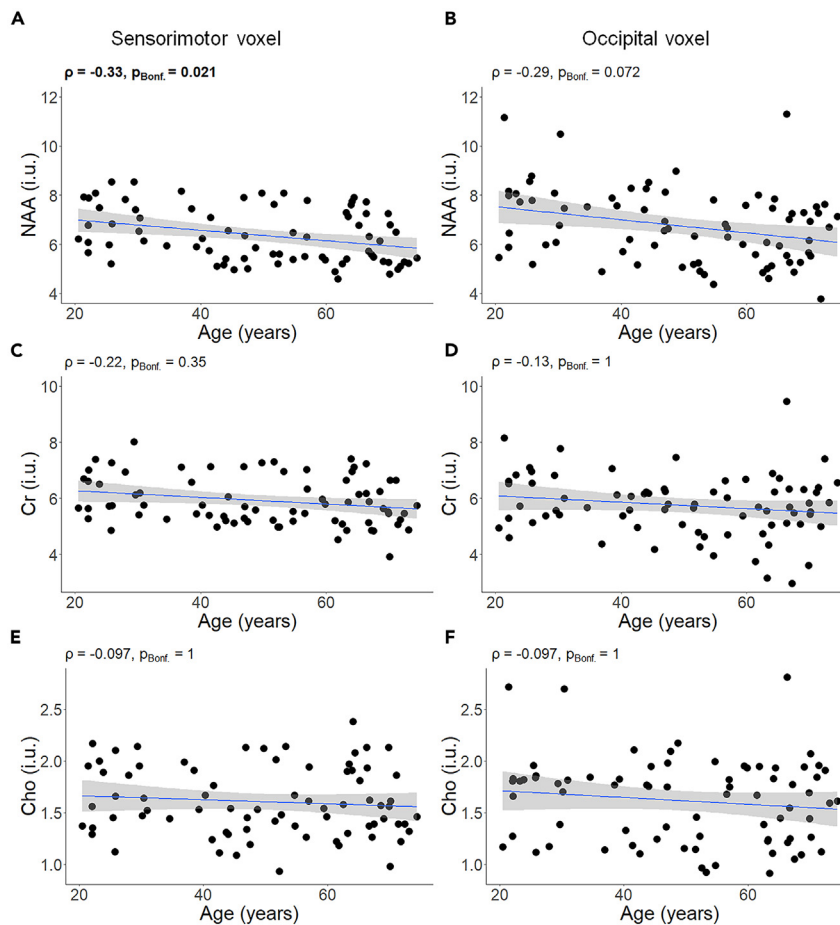 A
Sensorimotor voxel
B
Occipital voxel
ρ = -0.33, pBonf. = 0.021
ρ = -0.29, pBonf. = 0.072
12
10
8
6
4
NAA (i.u.)
20
40
60
Age (years)
12
10
8
6
4
NAA (i.u.)
20
40
60
Age (years)
C
ρ = -0.22, pBonf. = 0.35
D
ρ = -0.13, pBonf. = 1
10
8
6
4
Cr (i.u.)
20
40
60
Age (years)
10
8
6
4
Cr (i.u.)
20
40
60
Age (years)
E
ρ = -0.097, pBonf. = 1
F
ρ = -0.097, pBonf. = 1
2.5
2.0
1.5
1.0
Cho (i.u.)
20
40
60
Age (years)
2.5
2.0
1.5
1.0
Cho (i.u.)
20
40
60
Age (years)